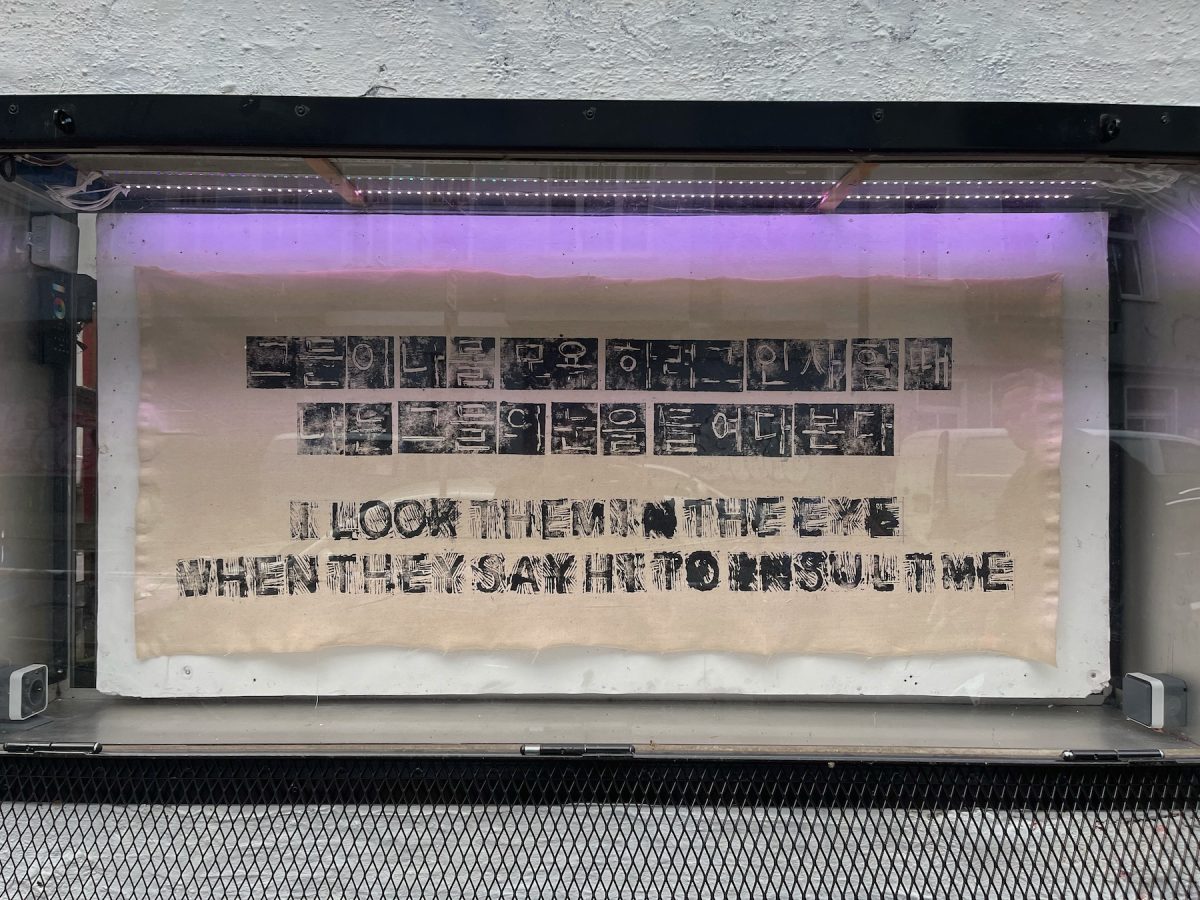 그들이 나를 모욕하려고 인사할 때
나는 그들의 눈을 들여다본다
I LOOK THEM IN THE EYE
WHEN THEY SAY HI TO INSULT ME